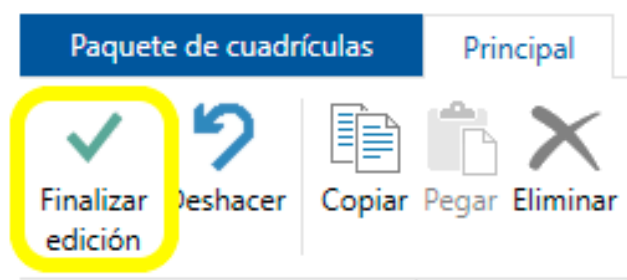 Paquete de cuadrículas Principal
Finalizar edición
Deshacer
Copiar
Pegar
Eliminar